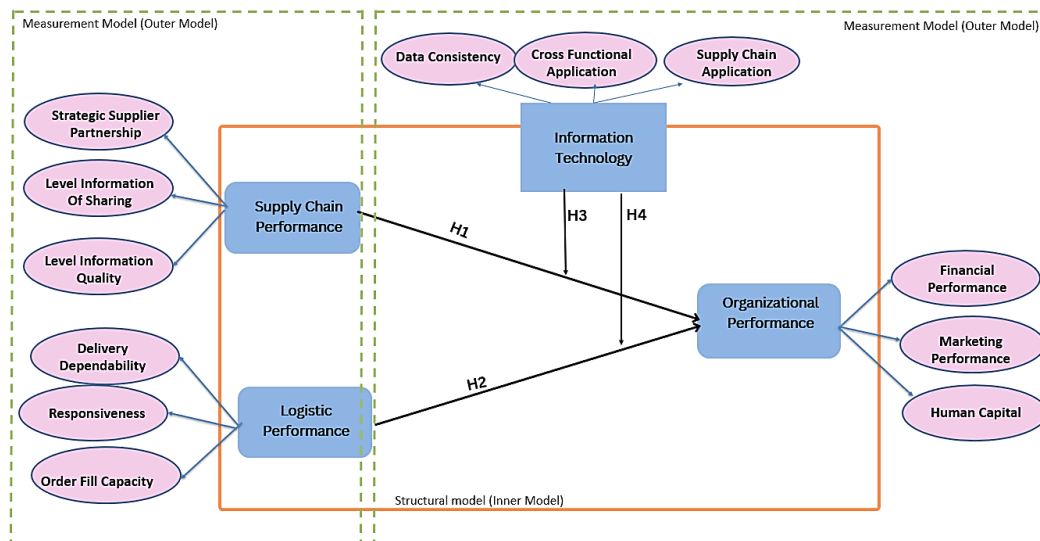 Measurement Model (Outer Model)
Measurement Model (Outer Model)
Data Consistency
Cross Functional
Application
Supply Chain
Application
Strategic Supplier
Partnership
Level Information
Of Sharing
Level Information
Quality
Supply Chain
Performance
Information
Technology
H1
H3
H4
Organizational
Performance
Financial
Performance
Marketing
Performance
Human Capital
Delivery
Dependability
Responsiveness
Order Fill Capacity
Logistic
Performance
H2
Structural model (Inner Model)